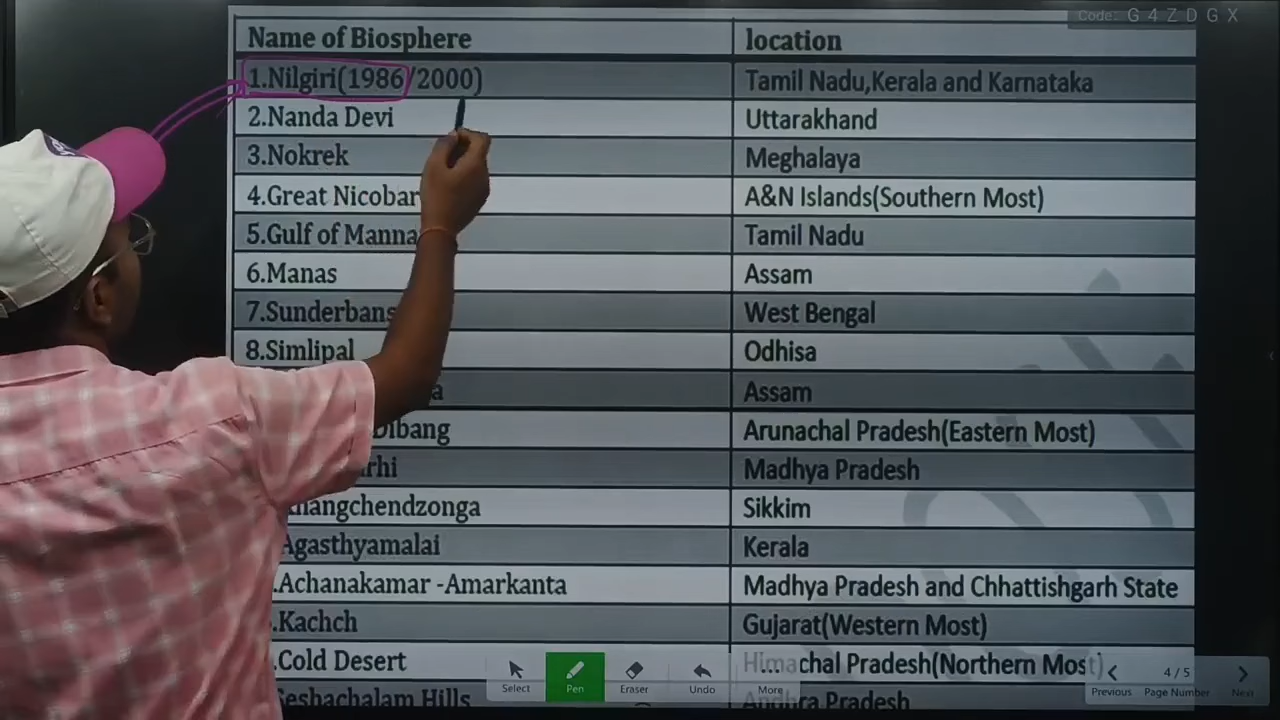 Code: G 4 Z D G X
Name of Biosphere location
1.Nilgiri(1986/2000) Tamil Nadu,Kerala and Karnataka
2.Nanda Devi Uttarakhand
3.Nokrek Meghalaya
4.Great Nicobar A&N Islands(Southern Most)
5.Gulf of Manna Tamil Nadu
6.Manas Assam
7.Sunderbans West Bengal
8.Simlipal Odhisa
Assam
Dibang Arunachal Pradesh(Eastern Most)
Madhya Pradesh
hangchendzonga Sikkim
Agasthyamalai Kerala
.Achanakamar -Amarkanta Madhya Pradesh and Chhattishgarh State
.Kachch Gujarat(Western Most)
.Cold Desert Himachal Pradesh(Northern Most)
Seshachalam Hills Andhra Pradesh
Select Pen Eraser Undo More
4 / 5
Previous Page Number Next